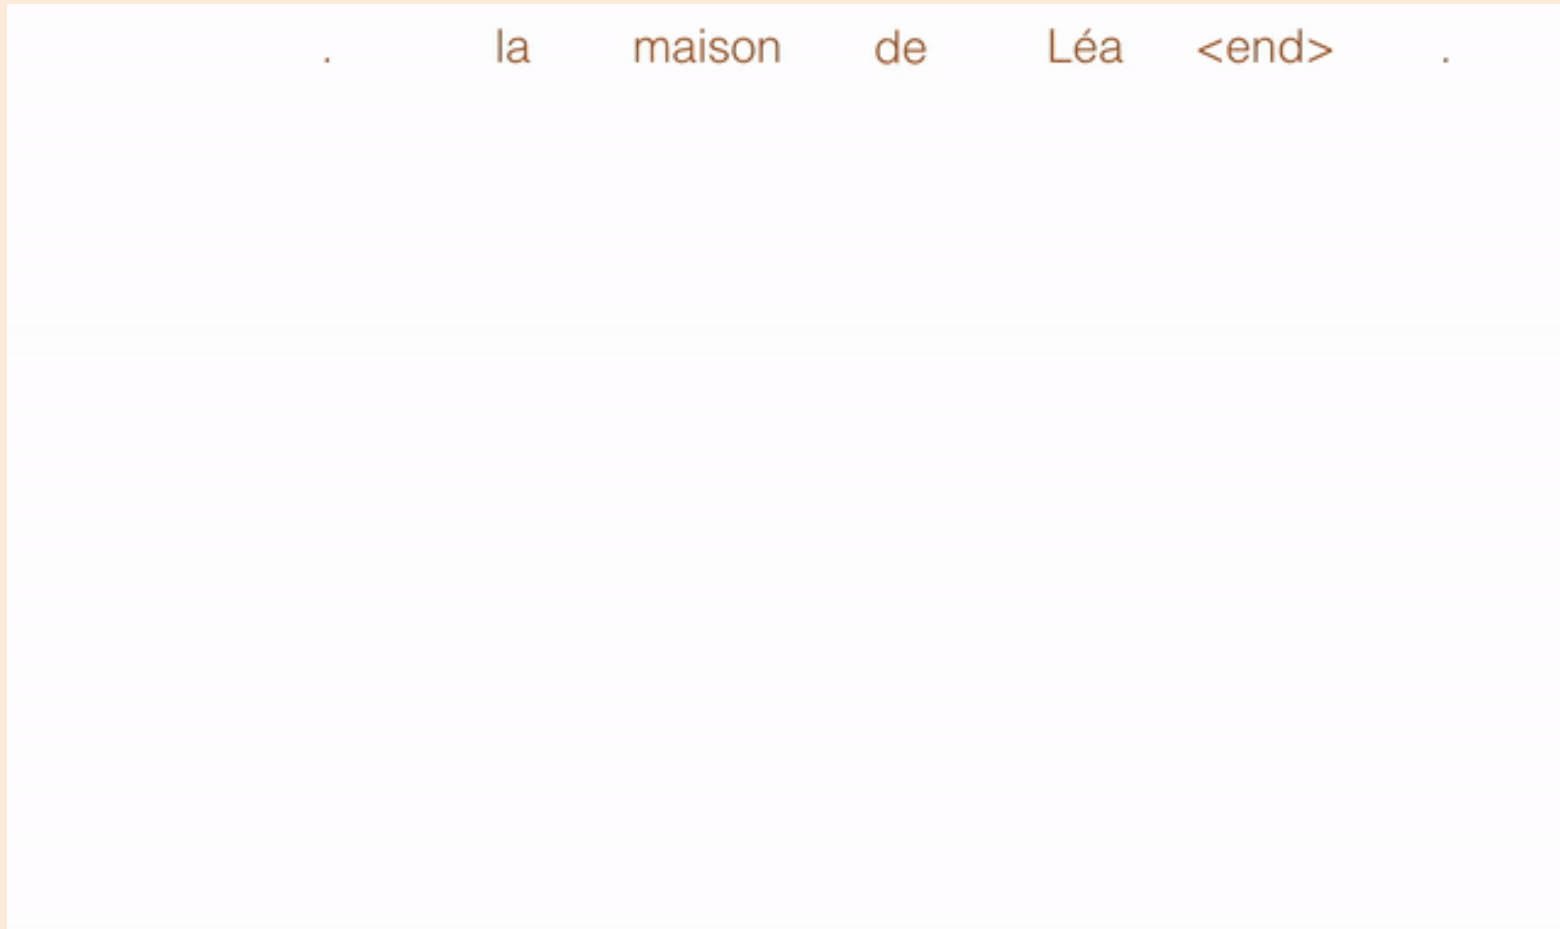 . la maison de Léa <end> .